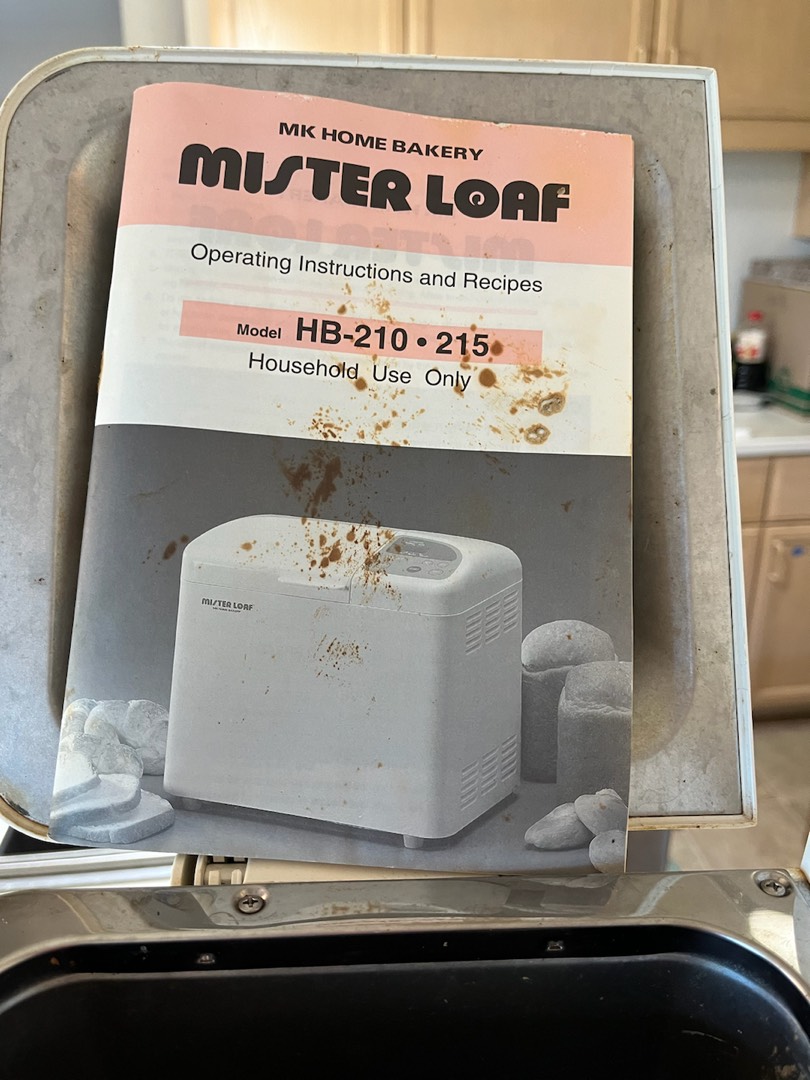 MK HOME BAKERY
MISTER LOAF
Operating Instructions and Recipes
Model HB-210 • 215
Household Use Only
MISTER LOAF